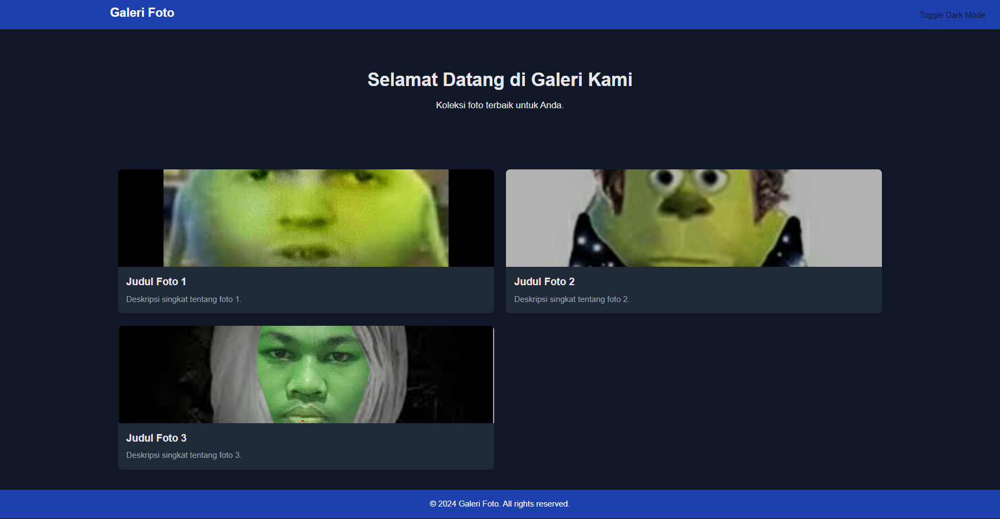 Galeri Foto
Toggle Dark Mode
Selamat Datang di Galeri Kami
Koleksi foto terbaik untuk Anda.
Judul Foto 1
Deskripsi singkat tentang foto 1.
Judul Foto 2
Deskripsi singkat tentang foto 2.
Judul Foto 3
Deskripsi singkat tentang foto 3.
© 2024 Galeri Foto. All rights reserved.